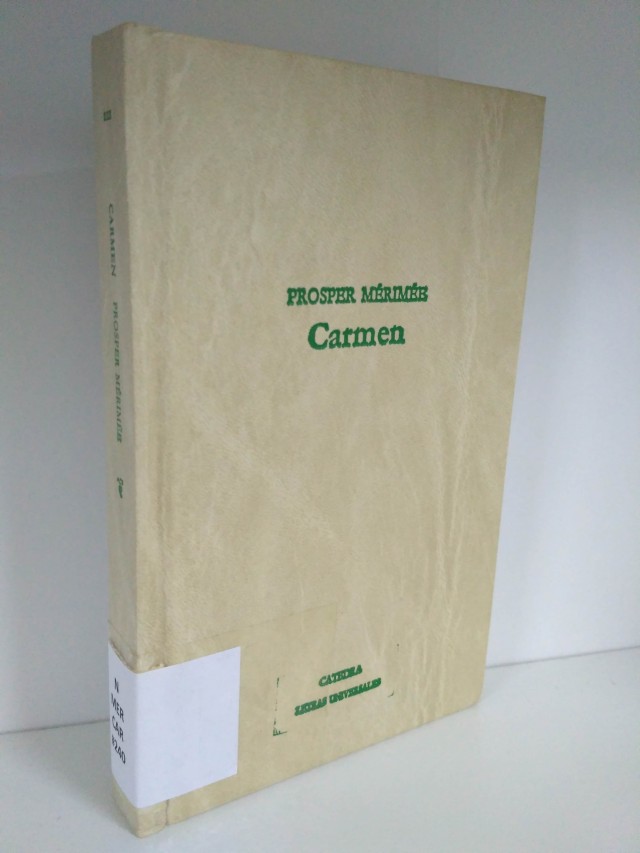 CARMEN PROSPER MÉRIMÉE
PROSPER MÉRIMÉE
Carmen
CATEDRA
LETRAS UNIVERSALES
N
MER
CAR